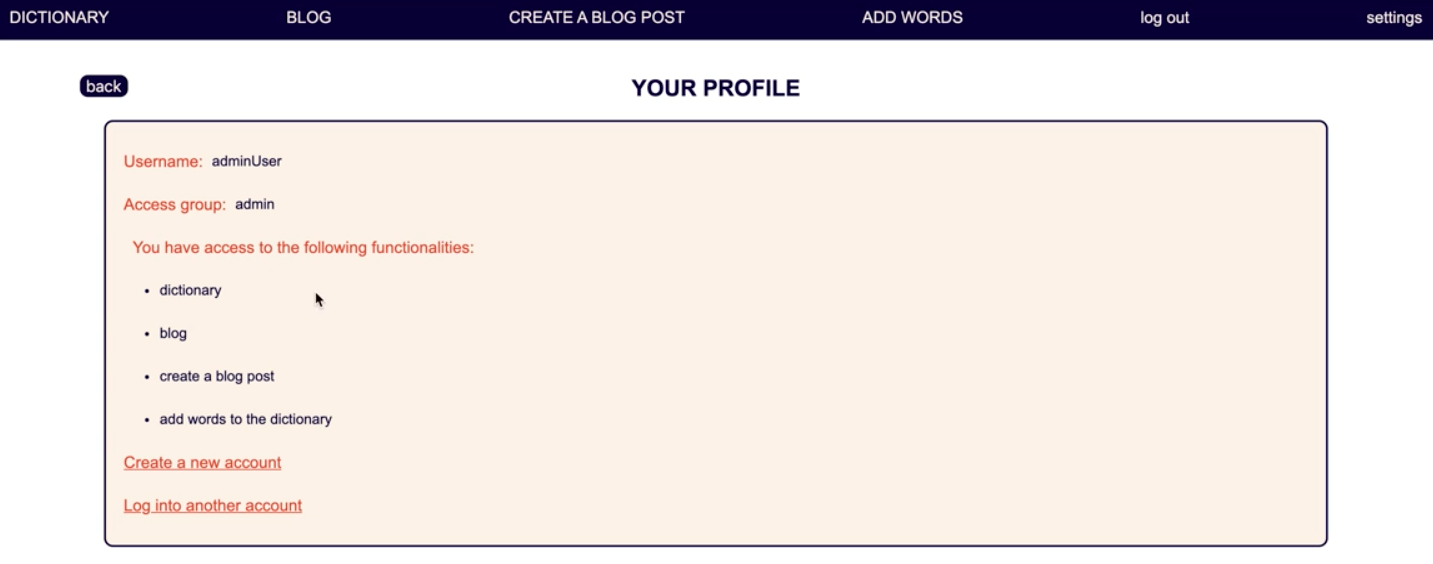 DICTIONARY BLOG CREATE A BLOG POST ADD WORDS log out settings
back YOUR PROFILE
Username: adminUser
Access group: admin
You have access to the following functionalities:
• dictionary
• blog
• create a blog post
• add words to the dictionary
Create a new account
Log into another account